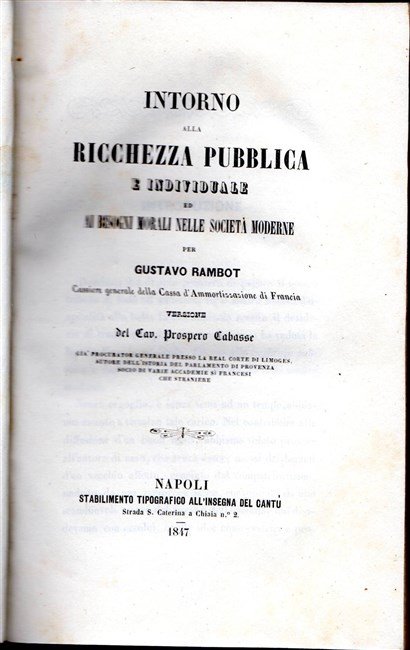 INTORNO
ALLA
RICCHEZZA PUBBLICA
E INDIVIDUALE
ED
AI BISOGNI MORALI NELLE SOCIETÀ MODERNE
PER
GUSTAVO RAMBOT
Cassiere generale della Cassa d'Ammortizzazione di Francia
VERSIONE
del Cav. Prospero Cabasse
GIA' PROCURATOR GENERALE PRESSO LA REAL CORTE DI LIMOGES,
AUTORE DELL'ISTORIA DEL PARLAMENTO DI PROVENZA
SOCIO DI VARIE ACCADEMIE SÌ FRANCESI
CHE STRANIERE
NAPOLI
STABILIMENTO TIPOGRAFICO ALL'INSEGNA DEL CANTÙ
Strada S. Caterina a Chiaia n.° 2.
1847